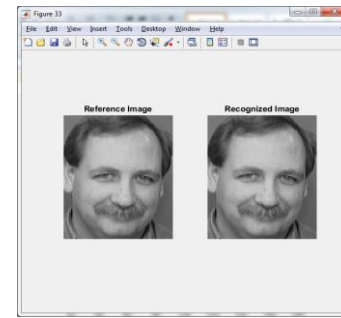 Figure 33
File Edit View Insert Tools Desktop Window Help
Reference Image Recognized Image